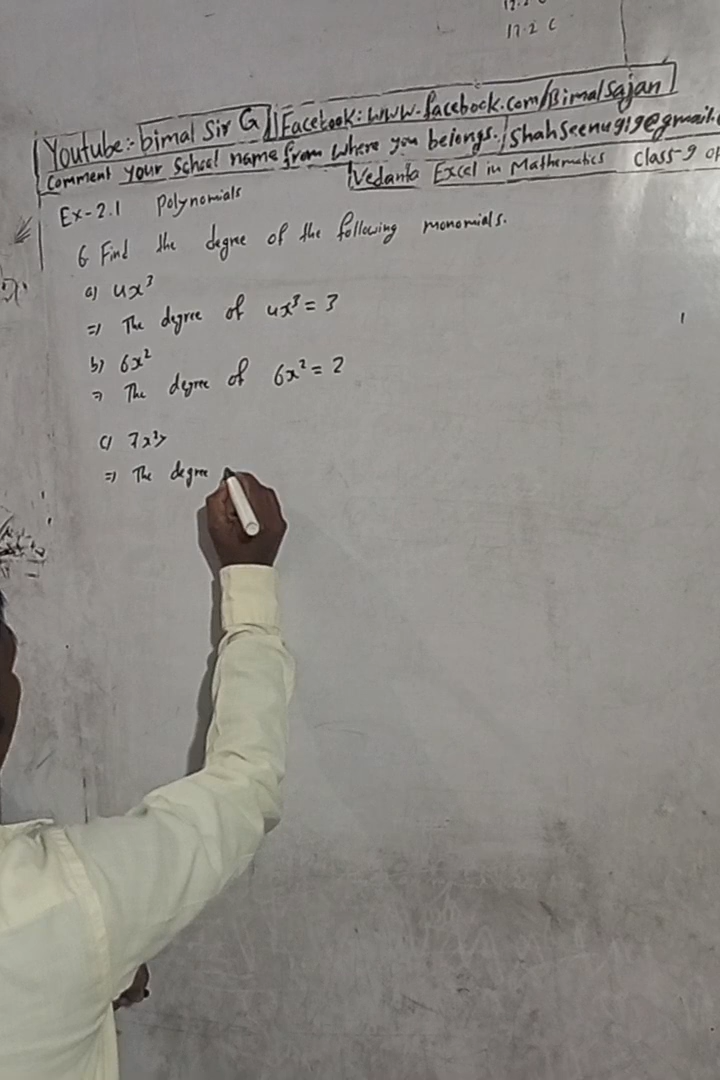 17.2 C
Youtube:- bimal Sir G || Facebook: www.facebook.com/Bimalsajan
Comment your School name from where you belongs. / Shahseenu919@gmail.c
Vedanta Excel in Mathematics Class-9 Op
Ex-2.1 Polynomials
6 Find the degree of the following monomials.
a) 4x³
=> The degree of 4x³ = 3
b) 6x²
=> The degree of 6x² = 2
c) 7x³y
=> The degree